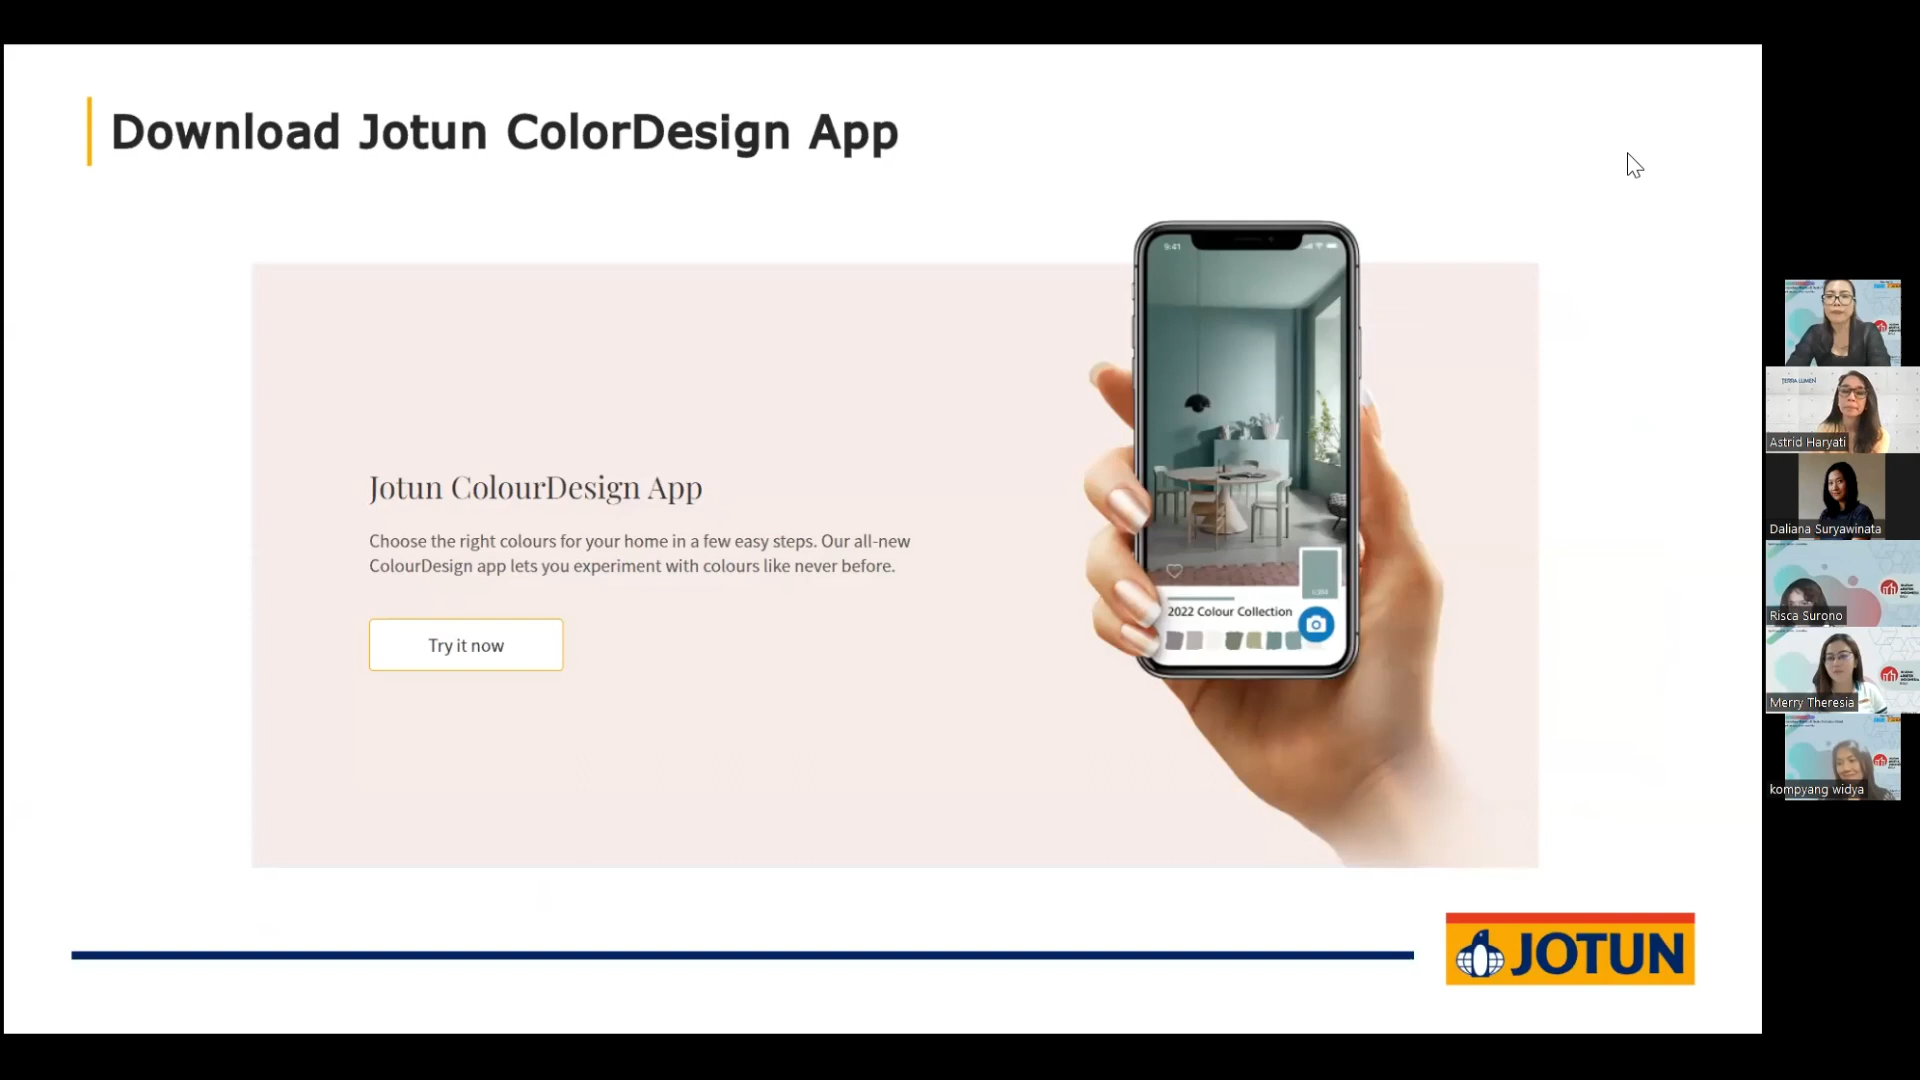 Download Jotun ColorDesign App
9:41
Jotun ColourDesign App
Choose the right colours for your home in a few easy steps. Our all-new
ColourDesign app lets you experiment with colours like never before.
Try it now
2022 Colour Collection
JOTUN
TERRA LUMEN
Astrid Haryati
Daliana Suryawinata
Risca Surono
Merry Theresia
kompyang widya